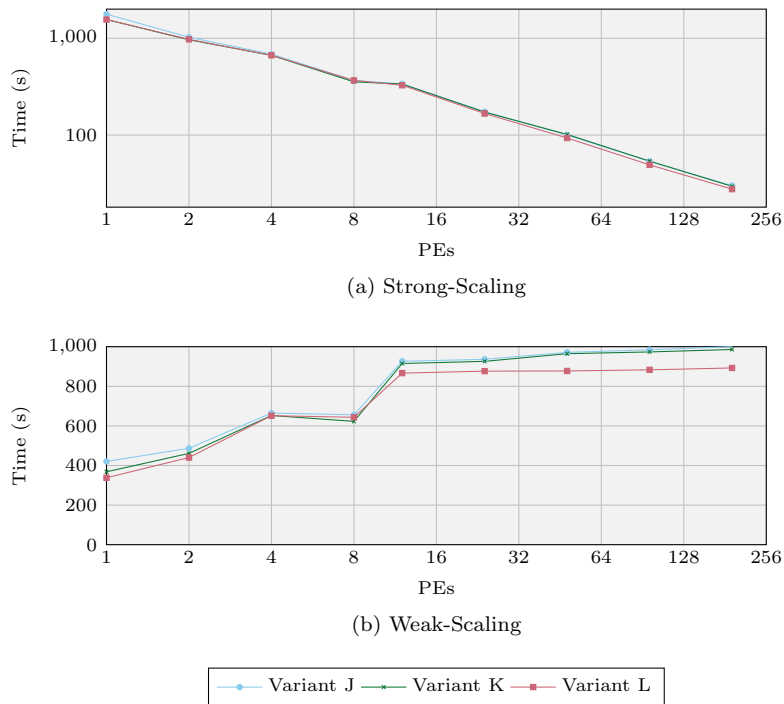 1,000
100
Time (s)
1 2 4 8 16 32 64 128 256
PEs
(a) Strong-Scaling
1,000
800
600
400
200
0
Time (s)
1 2 4 8 16 32 64 128 256
PEs
(b) Weak-Scaling
Variant J Variant K Variant L